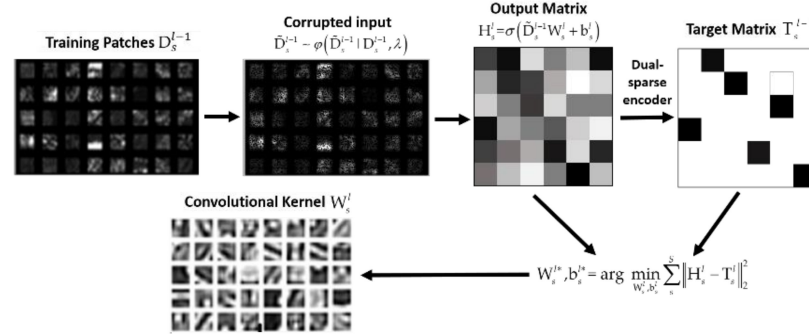 Training Patches D_s^{l-1}
Corrupted input
D̃_s^{l-1} ~ φ(D̃_s^{l-1} | D_s^{l-1}, λ)
Output Matrix
H_s^l = σ(D̃_s^{l-1} W_s^l + b_s^l)
Dual-
sparse
encoder
Target Matrix T_s^{l-
Convolutional Kernel W_s^l
W_s^{l*}, b_s^{l*} = arg min_{W_s^l, b_s^l} ∑_s^S ‖H_s^l − T_s^l‖_2^2